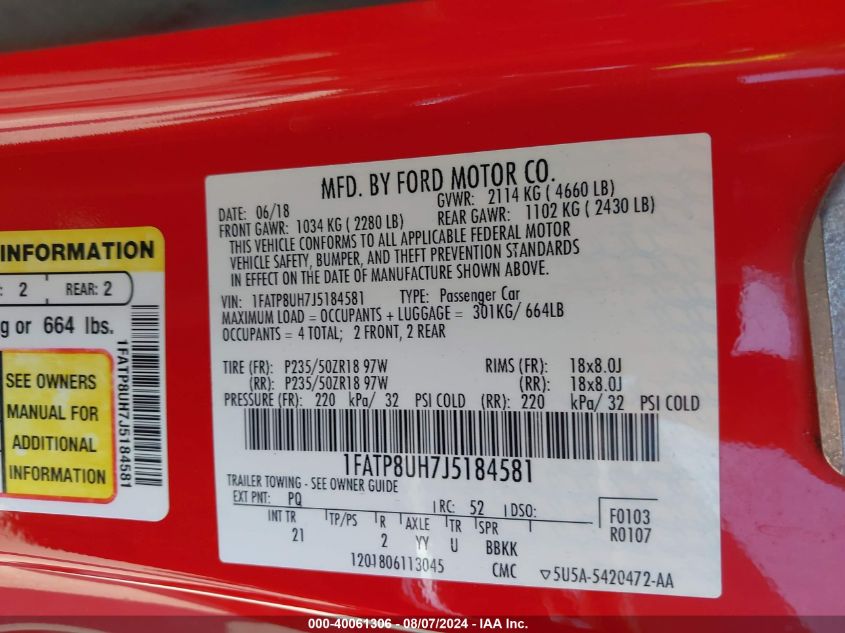 INFORMATION
: 2 REAR: 2
g or 664 lbs.
SEE OWNERS
MANUAL FOR
ADDITIONAL
INFORMATION
1FATP8UH7J5184581
MFD. BY FORD MOTOR CO.
DATE: 06/18 GVWR: 2114 KG ( 4660 LB)
FRONT GAWR: 1034 KG ( 2280 LB) REAR GAWR: 1102 KG ( 2430 LB)
THIS VEHICLE CONFORMS TO ALL APPLICABLE FEDERAL MOTOR
VEHICLE SAFETY, BUMPER, AND THEFT PREVENTION STANDARDS
IN EFFECT ON THE DATE OF MANUFACTURE SHOWN ABOVE.
VIN: 1FATP8UH7J5184581 TYPE: Passenger Car
MAXIMUM LOAD = OCCUPANTS + LUGGAGE = 301KG/ 664LB
OCCUPANTS = 4 TOTAL; 2 FRONT, 2 REAR
TIRE (FR): P235/50ZR18 97W RIMS (FR): 18x8.0J
(RR): P235/50ZR18 97W (RR): 18x8.0J
PRESSURE (FR): 220 kPa/ 32 PSI COLD (RR): 220 kPa/ 32 PSI COLD
1FATP8UH7J5184581
TRAILER TOWING - SEE OWNER GUIDE
EXT PNT: PQ RC: 52 DSO: F0103
INT TR TP/PS R AXLE TR SPR R0107
21 2 YY U BBKK
1201806113045 CMC ▽5U5A-5420472-AA
000-40061306 - 08/07/2024 - IAA Inc.